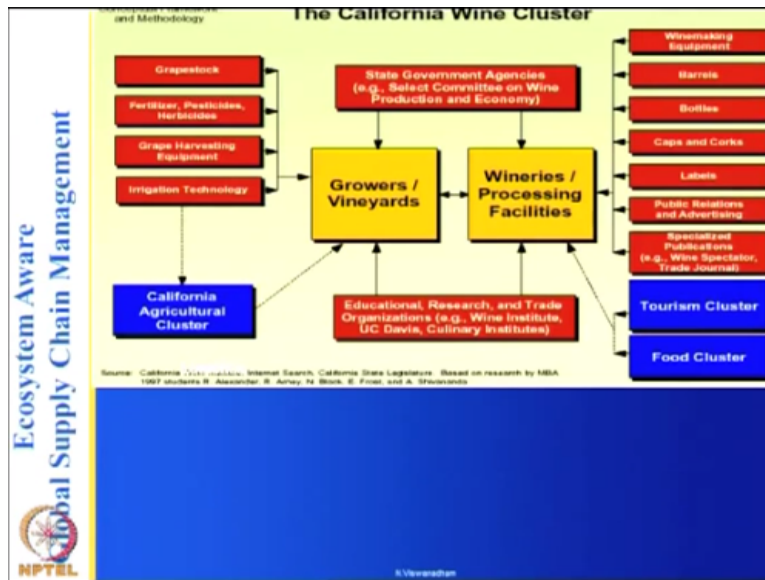 and Methodology
The California Wine Cluster
Grapestock
Fertilizer, Pesticides,
Herbicides
Grape Harvesting
Equipment
Irrigation Technology
State Government Agencies
(e.g., Select Committee on Wine
Production and Economy)
Growers /
Vineyards
Wineries /
Processing
Facilities
Educational, Research, and Trade
Organizations (e.g., Wine Institute,
UC Davis, Culinary Institutes)
California
Agricultural
Cluster
Winemaking
Equipment
Barrels
Bottles
Caps and Corks
Labels
Public Relations
and Advertising
Specialized
Publications
(e.g., Wine Spectator,
Trade Journal)
Tourism Cluster
Food Cluster
Source: California Internet Search, California State Legislature. Based on research by MBA
1997 students R. Alexander, R. Arney, N. Black, E. Frost, and A. Shivananda
Ecosystem Aware
Global Supply Chain Management
NPTEL
N.Viswanadham